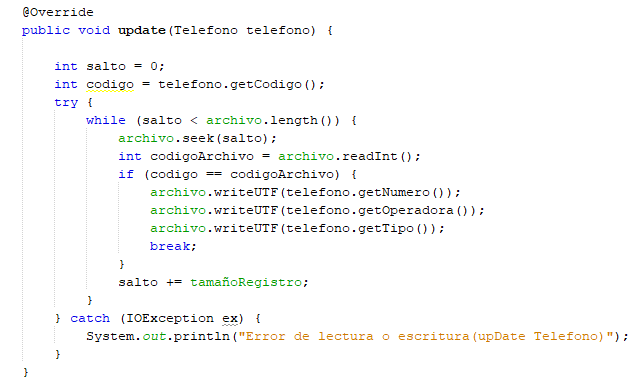 @Override
public void update(Telefono telefono) {
int salto = 0;
int codigo = telefono.getCodigo();
try {
while (salto < archivo.length()) {
archivo.seek(salto);
int codigoArchivo = archivo.readInt();
if (codigo == codigoArchivo) {
archivo.writeUTF(telefono.getNumero());
archivo.writeUTF(telefono.getOperadora());
archivo.writeUTF(telefono.getTipo());
break;
}
salto += tamañoRegistro;
}
} catch (IOException ex) {
System.out.println("Error de lectura o escritura(upDate Telefono)");
}
}